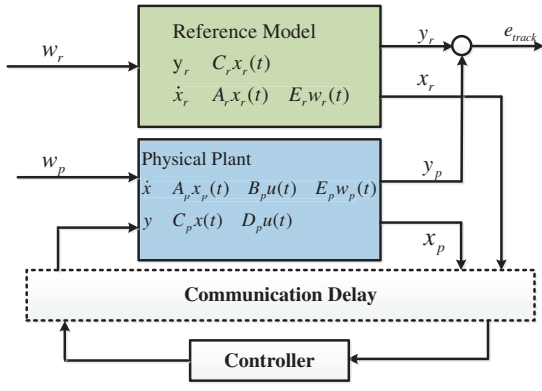 w_r
Reference Model
y_r C_r x_r(t)
ẋ_r A_r x_r(t) E_r w_r(t)
y_r
e_track
x_r
w_p
Physical Plant
ẋ A_p x_p(t) B_p u(t) E_p w_p(t)
y C_p x(t) D_p u(t)
y_p
x_p
Communication Delay
Controller